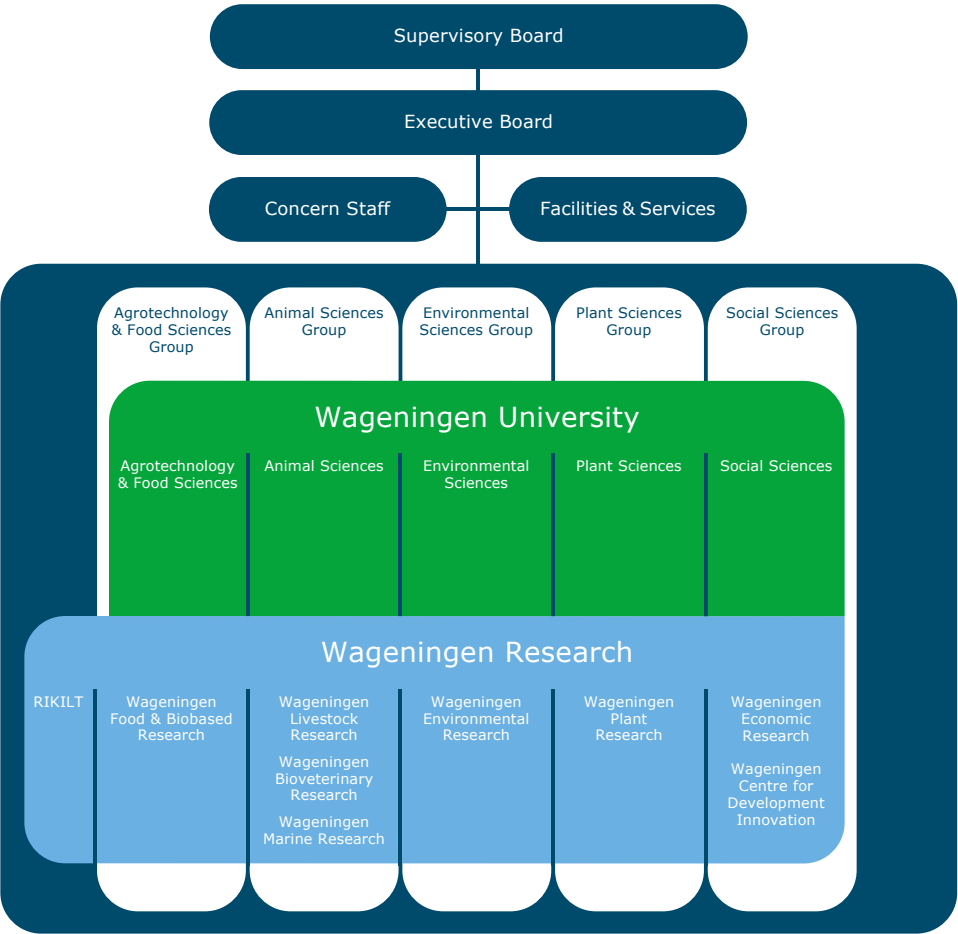 Supervisory Board
Executive Board
Concern Staff
Facilities & Services
Agrotechnology
& Food Sciences
Group
Animal Sciences
Group
Environmental
Sciences Group
Plant Sciences
Group
Social Sciences
Group
Wageningen University
Agrotechnology
& Food Sciences
Animal Sciences
Environmental
Sciences
Plant Sciences
Social Sciences
Wageningen Research
RIKILT
Wageningen
Food & Biobased
Research
Wageningen
Livestock
Research
Wageningen
Bioveterinary
Research
Wageningen
Marine Research
Wageningen
Environmental
Research
Wageningen
Plant
Research
Wageningen
Economic
Research
Wageningen
Centre for
Development
Innovation